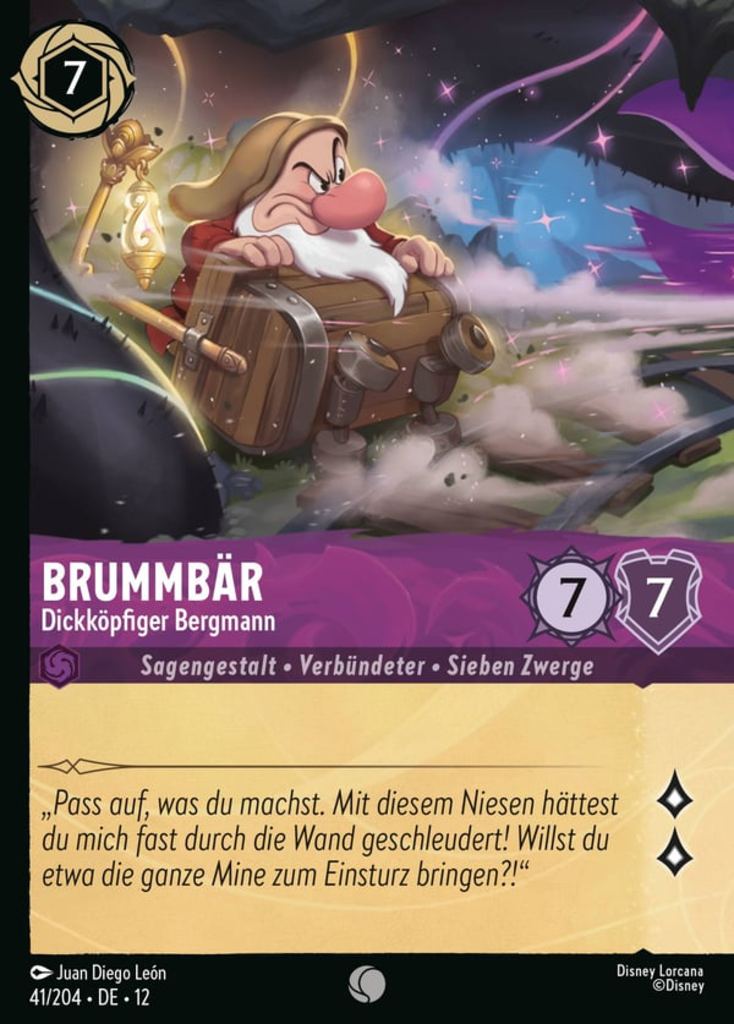 7
BRUMMBÄR
Dickköpfiger Bergmann
7
7
Sagengestalt • Verbündeter • Sieben Zwerge
„Pass auf, was du machst. Mit diesem Niesen hättest
du mich fast durch die Wand geschleudert! Willst du
etwa die ganze Mine zum Einsturz bringen?!“
Juan Diego León
41/204 • DE • 12
Disney Lorcana
©Disney